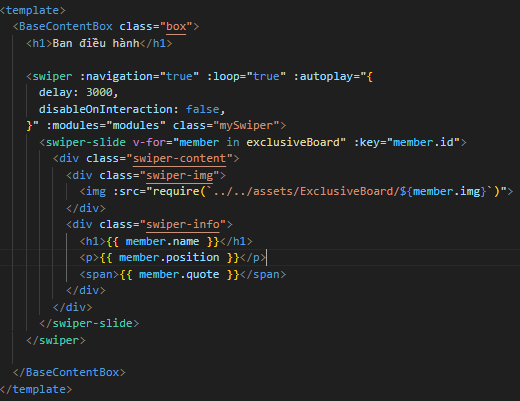 <template>
<BaseContentBox class="box">
<h1>Ban điều hành</h1>
<swiper :navigation="true" :loop="true" :autoplay="{
delay: 3000,
disableOnInteraction: false,
}" :modules="modules" class="mySwiper">
<swiper-slide v-for="member in exclusiveBoard" :key="member.id">
<div class="swiper-content">
<div class="swiper-img">
<img :src="require(`../../assets/ExclusiveBoard/${member.img}`)">
</div>
<div class="swiper-info">
<h1>{{ member.name }}</h1>
<p>{{ member.position }}</p>
<span>{{ member.quote }}</span>
</div>
</div>
</swiper-slide>
</swiper>
</BaseContentBox>
</template>